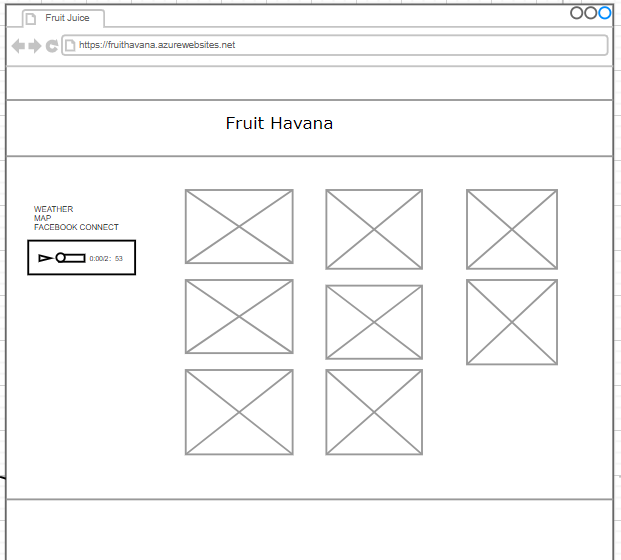 Fruit Juice
https://fruithavana.azurewebsites.net
Fruit Havana
WEATHER
MAP
FACEBOOK CONNECT
0:00/2: 53